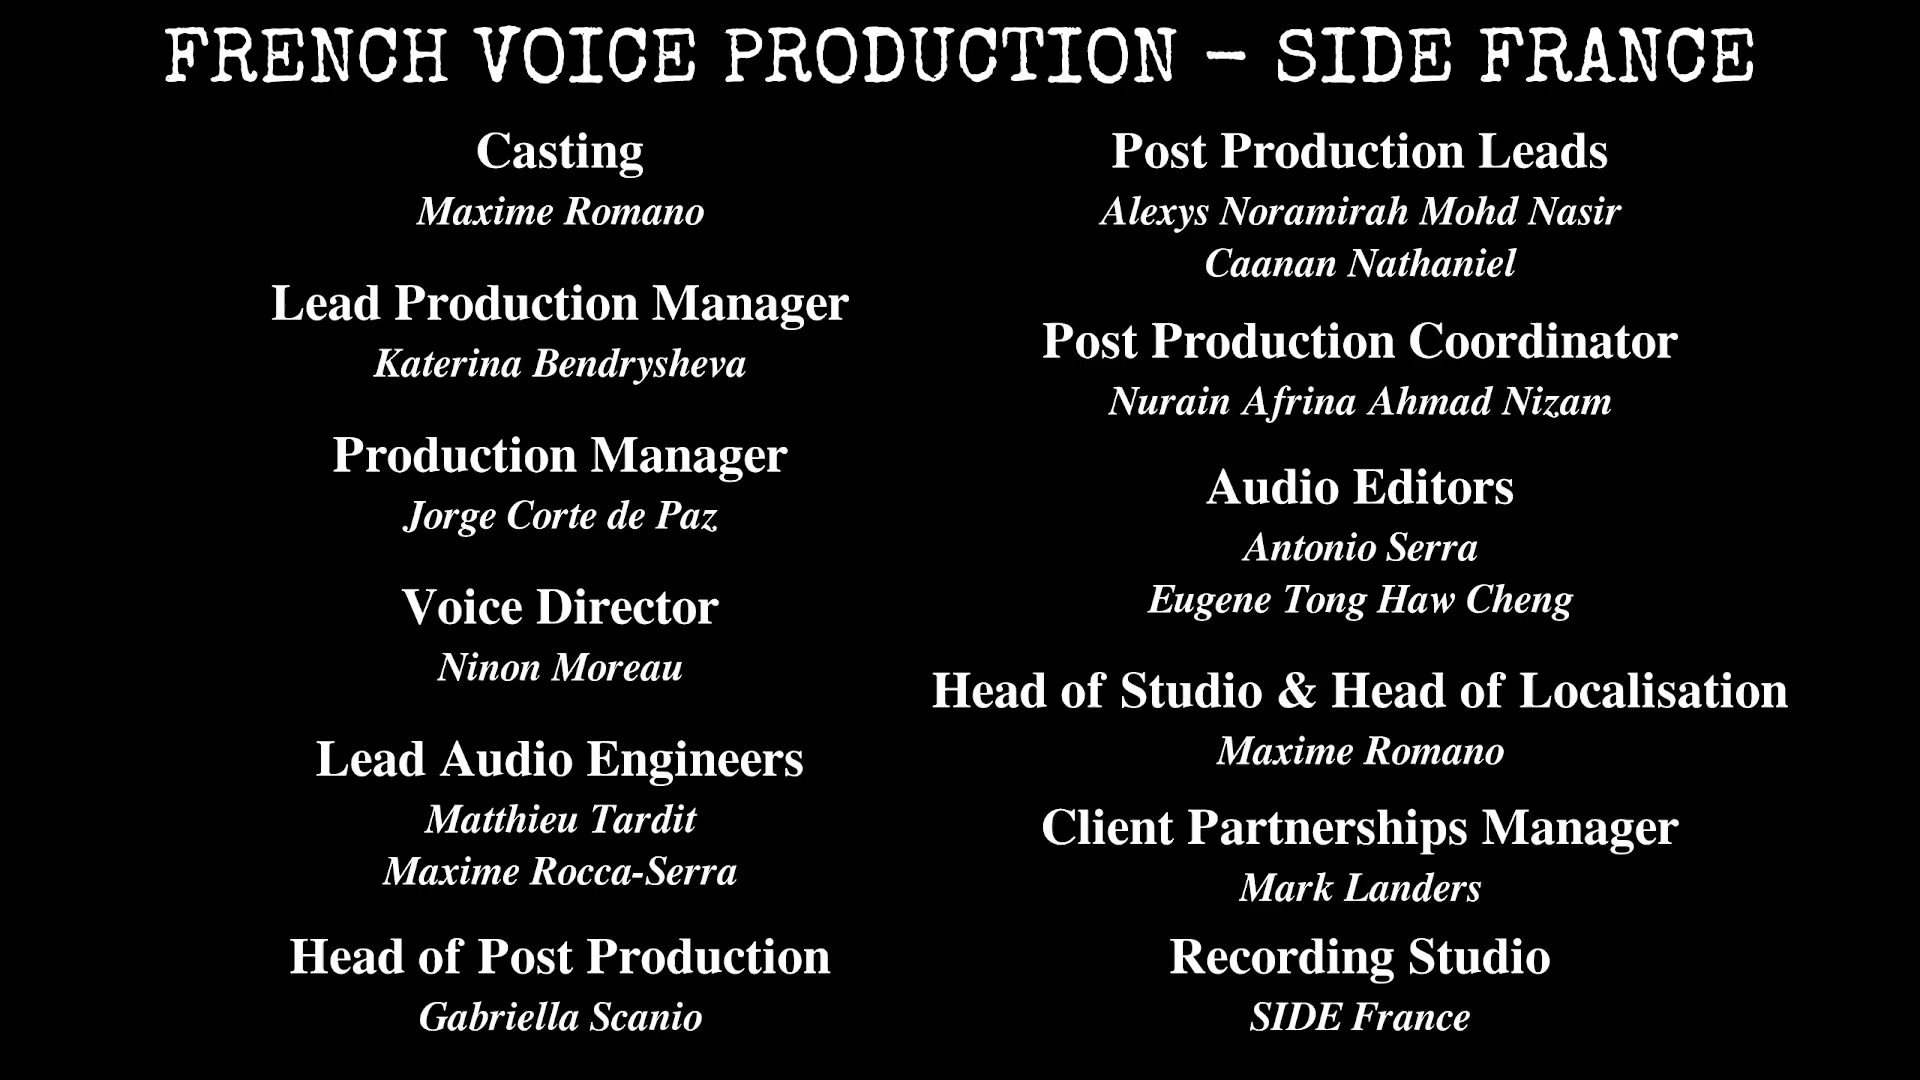 FRENCH VOICE PRODUCTION - SIDE FRANCE
Casting
Maxime Romano
Lead Production Manager
Katerina Bendrysheva
Production Manager
Jorge Corte de Paz
Voice Director
Ninon Moreau
Lead Audio Engineers
Matthieu Tardit
Maxime Rocca-Serra
Head of Post Production
Gabriella Scanio
Post Production Leads
Alexys Noramirah Mohd Nasir
Caanan Nathaniel
Post Production Coordinator
Nurain Afrina Ahmad Nizam
Audio Editors
Antonio Serra
Eugene Tong Haw Cheng
Head of Studio & Head of Localisation
Maxime Romano
Client Partnerships Manager
Mark Landers
Recording Studio
SIDE France